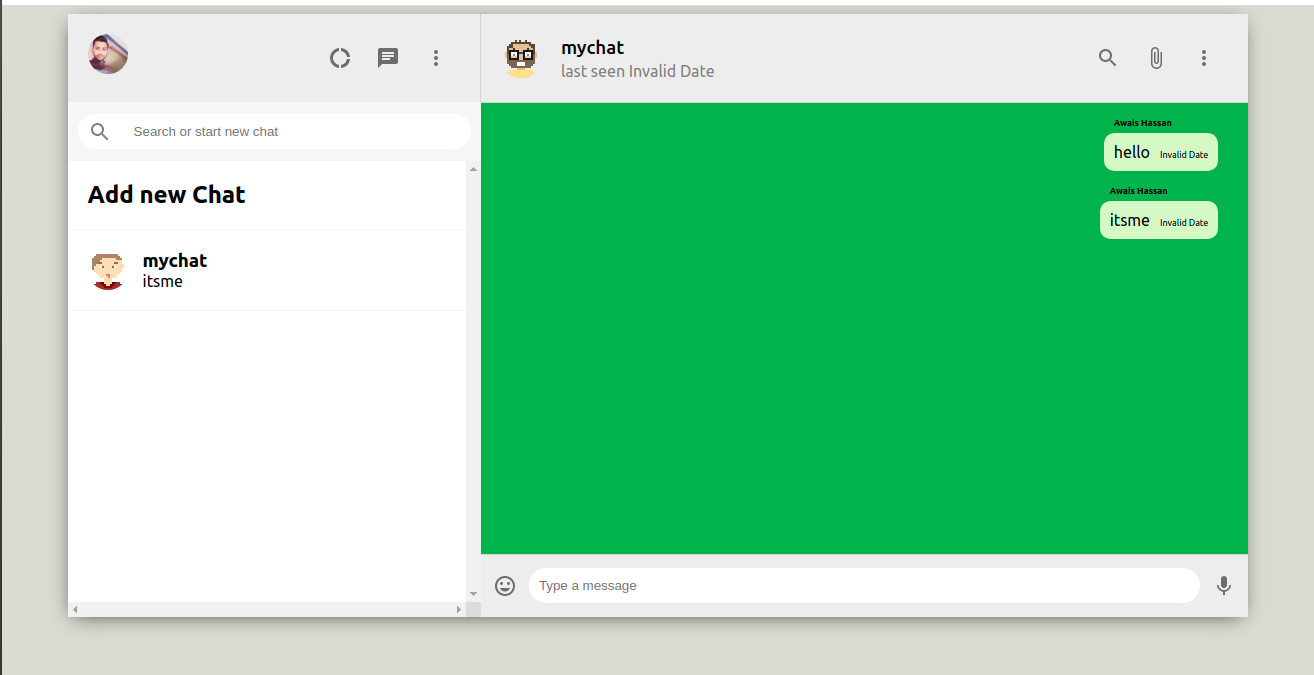 mychat
last seen Invalid Date
Search or start new chat
Add new Chat
mychat
itsme
Awais Hassan
hello Invalid Date
Awais Hassan
itsme Invalid Date
Type a message